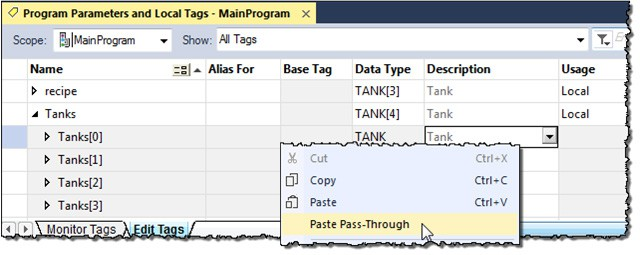 Program Parameters and Local Tags - MainProgram ×
Scope: MainProgram Show: All Tags
Name Alias For Base Tag Data Type Description Usage
recipe TANK[3] Tank Local
Tanks TANK[4] Tank Local
Tanks[0] TANK Tank
Tanks[1]
Tanks[2]
Tanks[3]
Cut Ctrl+X
Copy Ctrl+C
Paste Ctrl+V
Paste Pass-Through
Monitor Tags Edit Tags